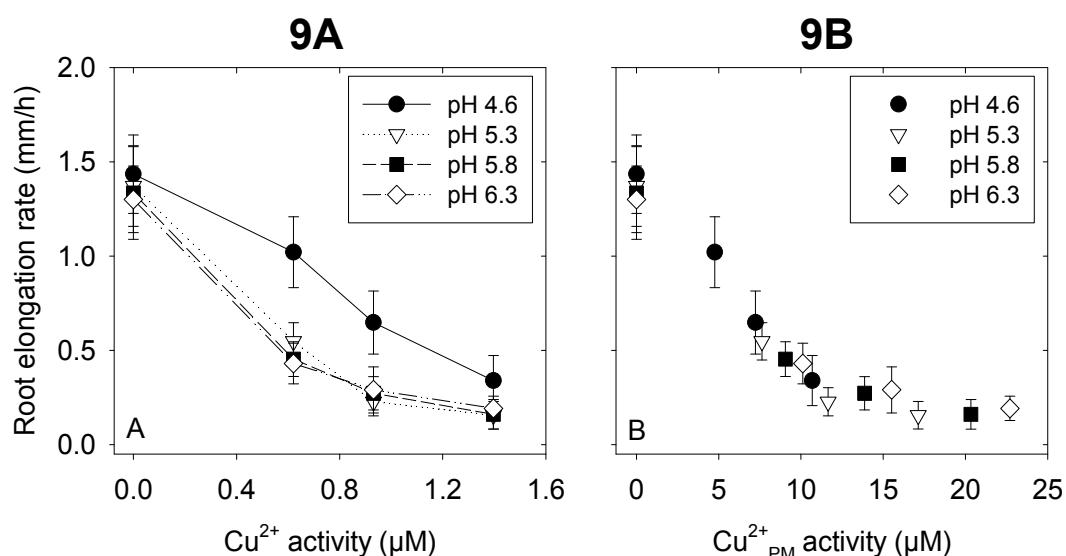 9A
9B
Root elongation rate (mm/h)
2.0
1.5
1.0
0.5
0.0
pH 4.6
pH 5.3
pH 5.8
pH 6.3
A
0.0 0.4 0.8 1.2 1.6
Cu²⁺ activity (µM)
pH 4.6
pH 5.3
pH 5.8
pH 6.3
B
0 5 10 15 20 25
Cu²⁺PM activity (µM)